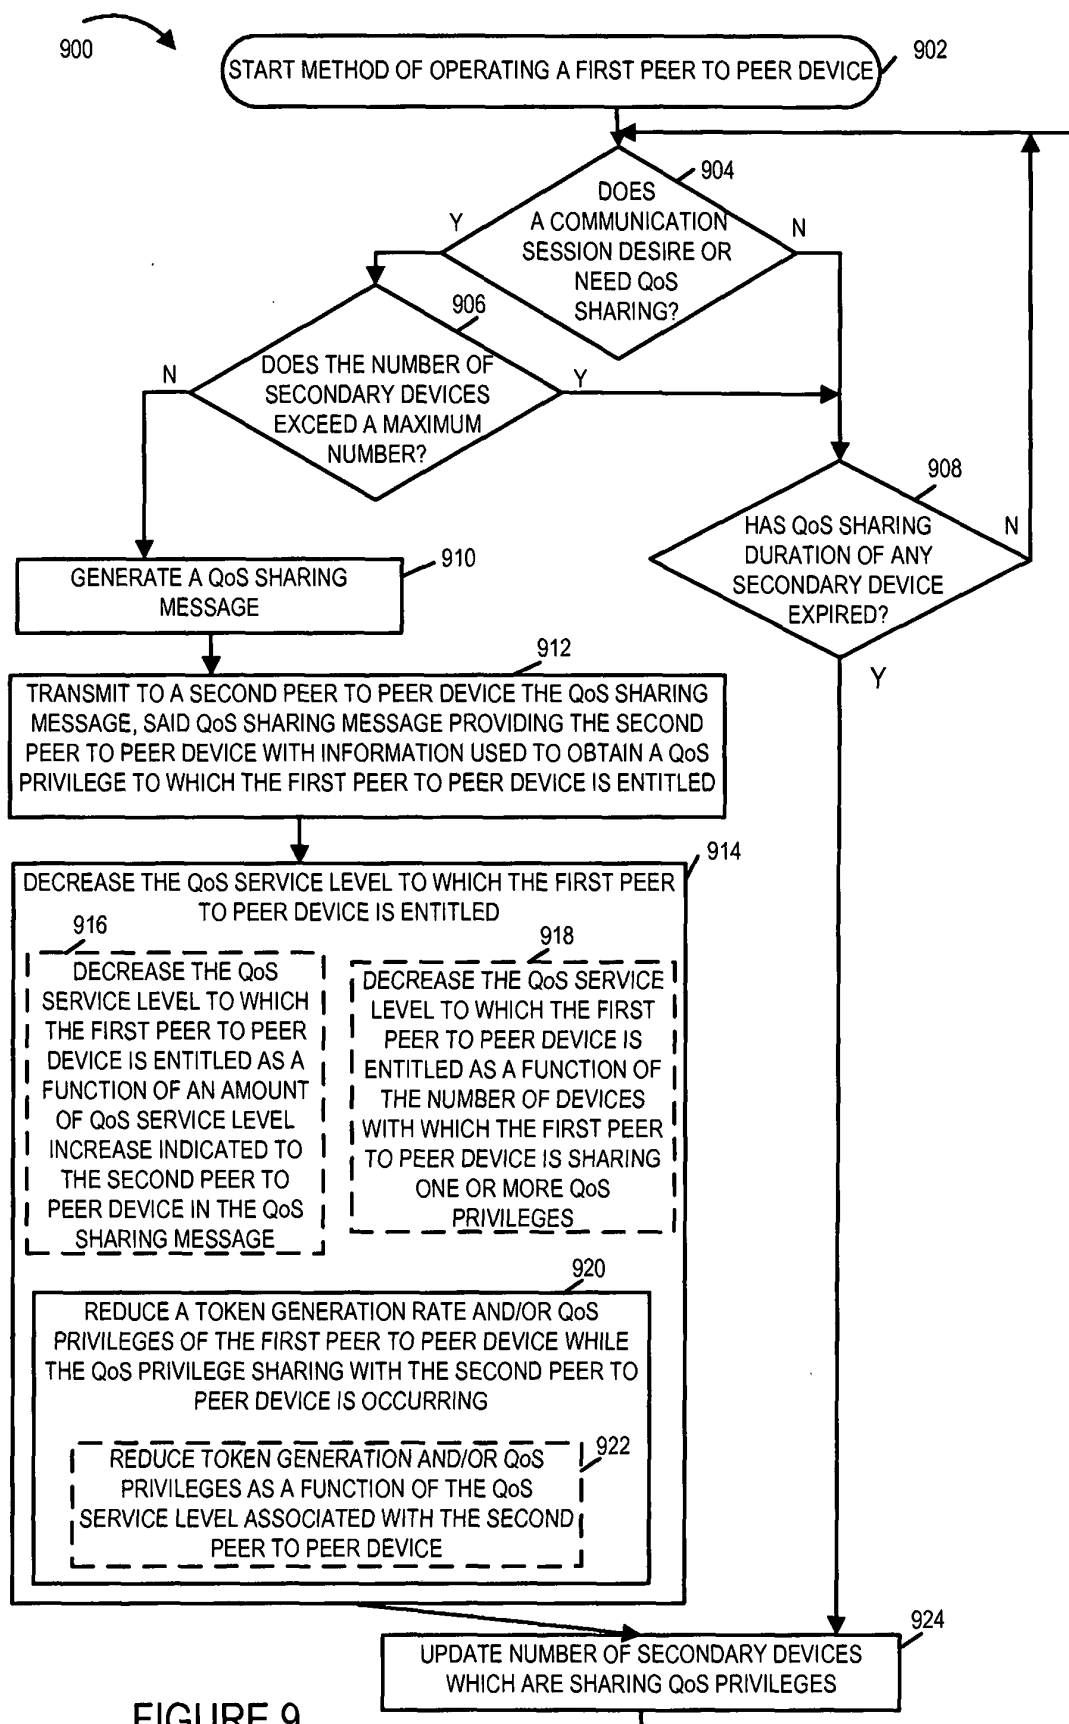 900
902
START METHOD OF OPERATING A FIRST PEER TO PEER DEVICE
904
DOES
A COMMUNICATION
SESSION DESIRE OR
NEED QoS
SHARING?
Y
N
906
DOES THE NUMBER OF
SECONDARY DEVICES
EXCEED A MAXIMUM
NUMBER?
N
Y
908
HAS QoS SHARING
DURATION OF ANY
SECONDARY DEVICE
EXPIRED?
N
Y
910
GENERATE A QoS SHARING
MESSAGE
912
TRANSMIT TO A SECOND PEER TO PEER DEVICE THE QoS SHARING
MESSAGE, SAID QoS SHARING MESSAGE PROVIDING THE SECOND
PEER TO PEER DEVICE WITH INFORMATION USED TO OBTAIN A QoS
PRIVILEGE TO WHICH THE FIRST PEER TO PEER DEVICE IS ENTITLED
914
DECREASE THE QoS SERVICE LEVEL TO WHICH THE FIRST PEER
TO PEER DEVICE IS ENTITLED
916
DECREASE THE QoS
SERVICE LEVEL TO WHICH
THE FIRST PEER TO PEER
DEVICE IS ENTITLED AS A
FUNCTION OF AN AMOUNT
OF QoS SERVICE LEVEL
INCREASE INDICATED TO
THE SECOND PEER TO
PEER DEVICE IN THE QoS
SHARING MESSAGE
918
DECREASE THE QoS SERVICE
LEVEL TO WHICH THE FIRST
PEER TO PEER DEVICE IS
ENTITLED AS A FUNCTION OF
THE NUMBER OF DEVICES
WITH WHICH THE FIRST PEER
TO PEER DEVICE IS SHARING
ONE OR MORE QoS
PRIVILEGES
920
REDUCE A TOKEN GENERATION RATE AND/OR QoS
PRIVILEGES OF THE FIRST PEER TO PEER DEVICE WHILE
THE QoS PRIVILEGE SHARING WITH THE SECOND PEER TO
PEER DEVICE IS OCCURRING
922
REDUCE TOKEN GENERATION AND/OR QoS
PRIVILEGES AS A FUNCTION OF THE QoS
SERVICE LEVEL ASSOCIATED WITH THE SECOND
PEER TO PEER DEVICE
924
UPDATE NUMBER OF SECONDARY DEVICES
WHICH ARE SHARING QoS PRIVILEGES
FIGURE 9